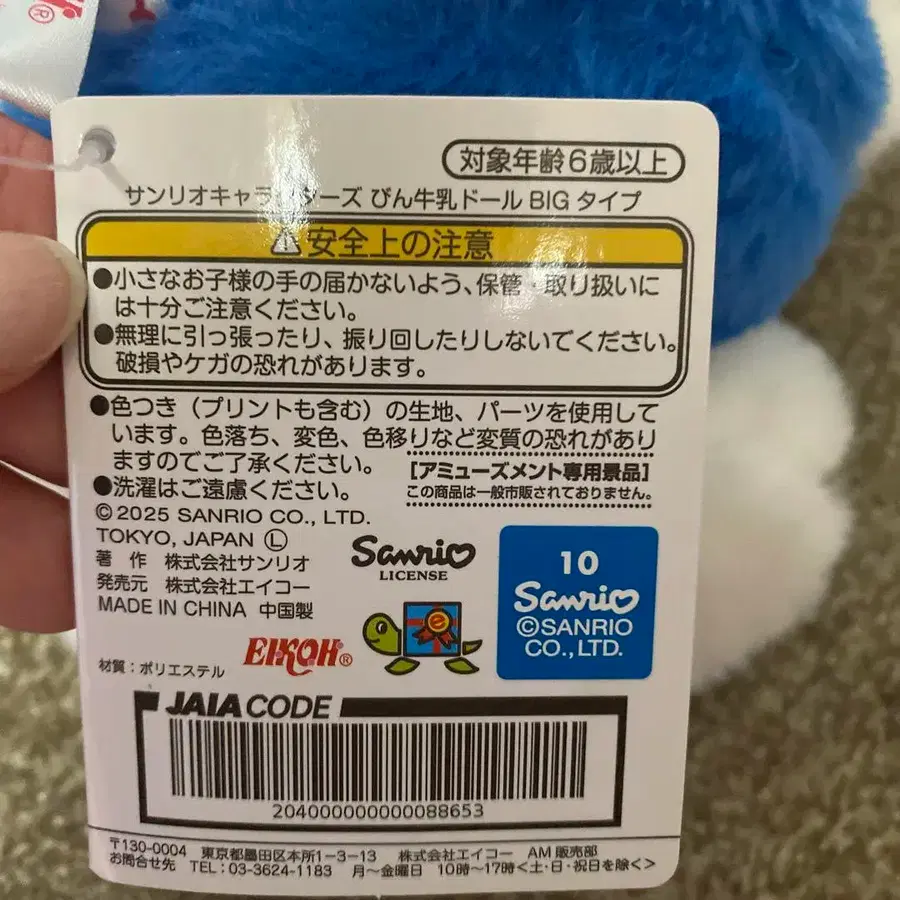 対象年齢6歳以上
サンリオキャラクターズ びん牛乳ドール BIG タイプ
安全上の注意
●小さなお子様の手の届かないよう、保管・取り扱いに
は十分ご注意ください。
●無理に引っ張ったり、振り回したりしないでください。
破損やケガの恐れがあります。
●色つき（プリントも含む）の生地、パーツを使用して
います。色落ち、変色、色移りなど変質の恐れがあり
ますのでご了承ください。
●洗濯はご遠慮ください。
[アミューズメント専用景品]
この商品は一般市販されておりません。
©2025 SANRIO CO., LTD.
TOKYO, JAPAN Ⓛ
著 作 株式会社サンリオ
発売元 株式会社エイコー
MADE IN CHINA 中国製
Sanrio
LICENSE
10
Sanrio
©SANRIO
CO., LTD.
EIKOH®
e
材質：ポリエステル
JAIA CODE
2040000000000088653
〒130-0004 東京都墨田区本所1-3-13 株式会社エイコー AM販売部
お問合せ先 TEL：03-3624-1183 月〜金曜日 10時〜17時<土・日・祝日を除く>